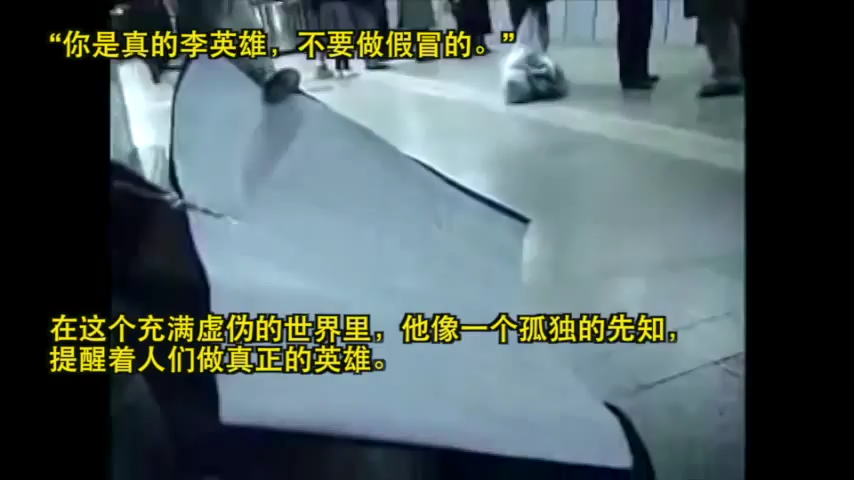 “你是真的李英雄，不要做假冒的。”
在这个充满虚伪的世界里，他像一个孤独的先知，
提醒着人们做真正的英雄。